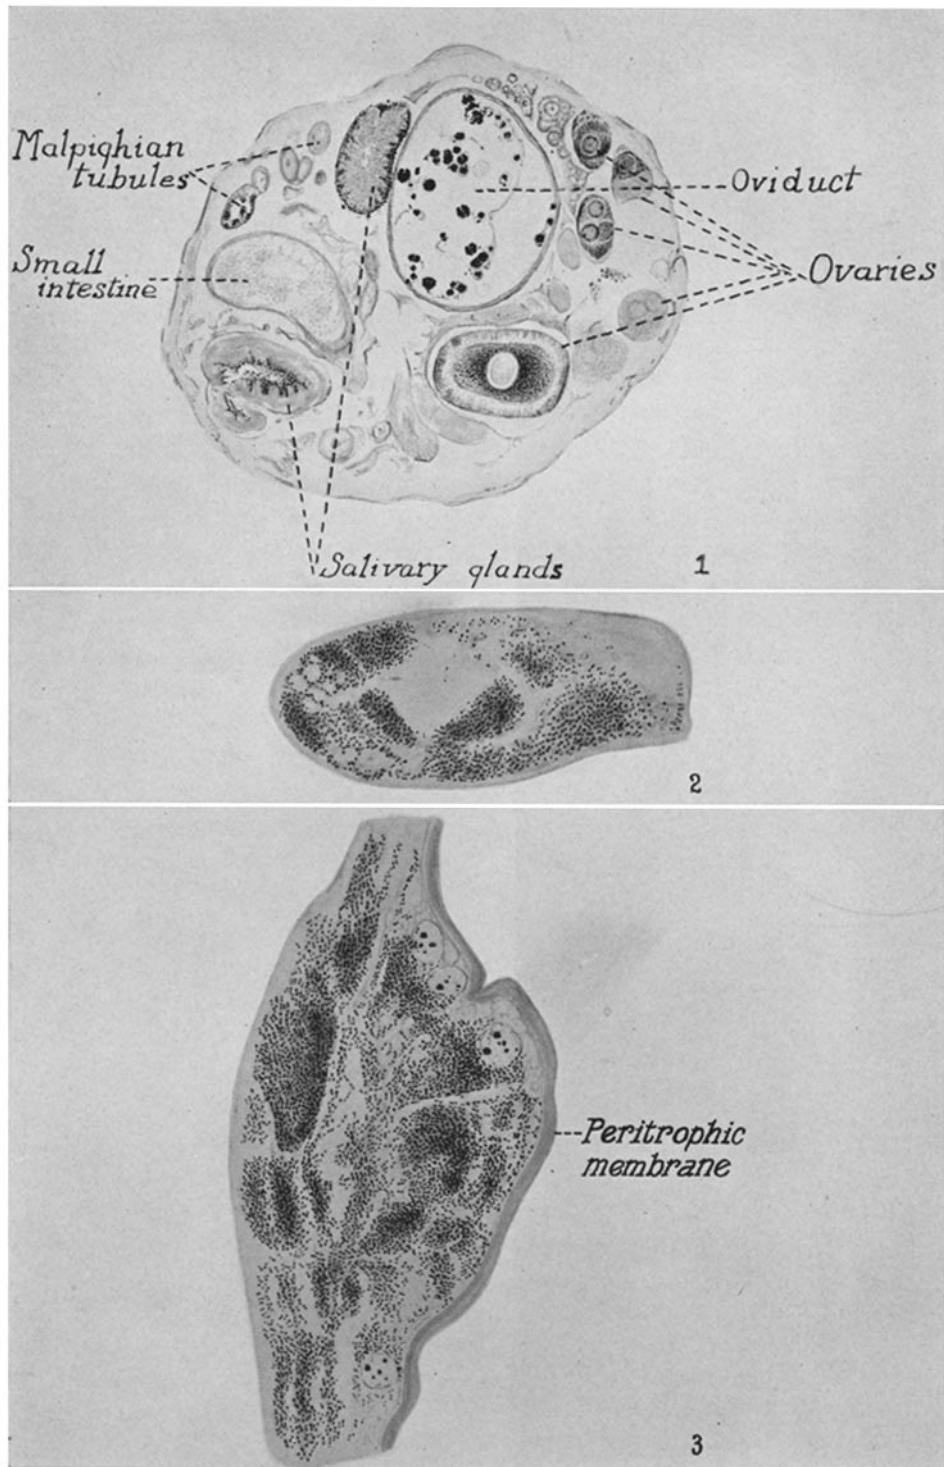 Malpighian
tubules
Oviduct
Small
intestine
Ovaries
Salivary glands
1
2
Peritrophic
membrane
3